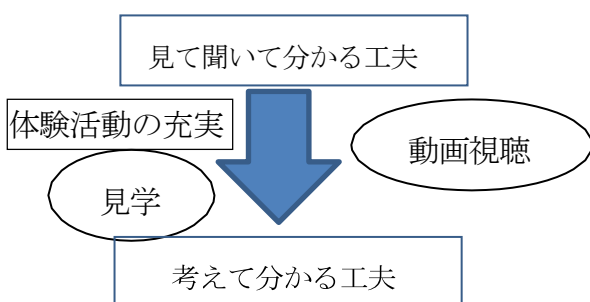 見て聞いて分かる工夫
体験活動の充実
動画視聴
見学
考えて分かる工夫